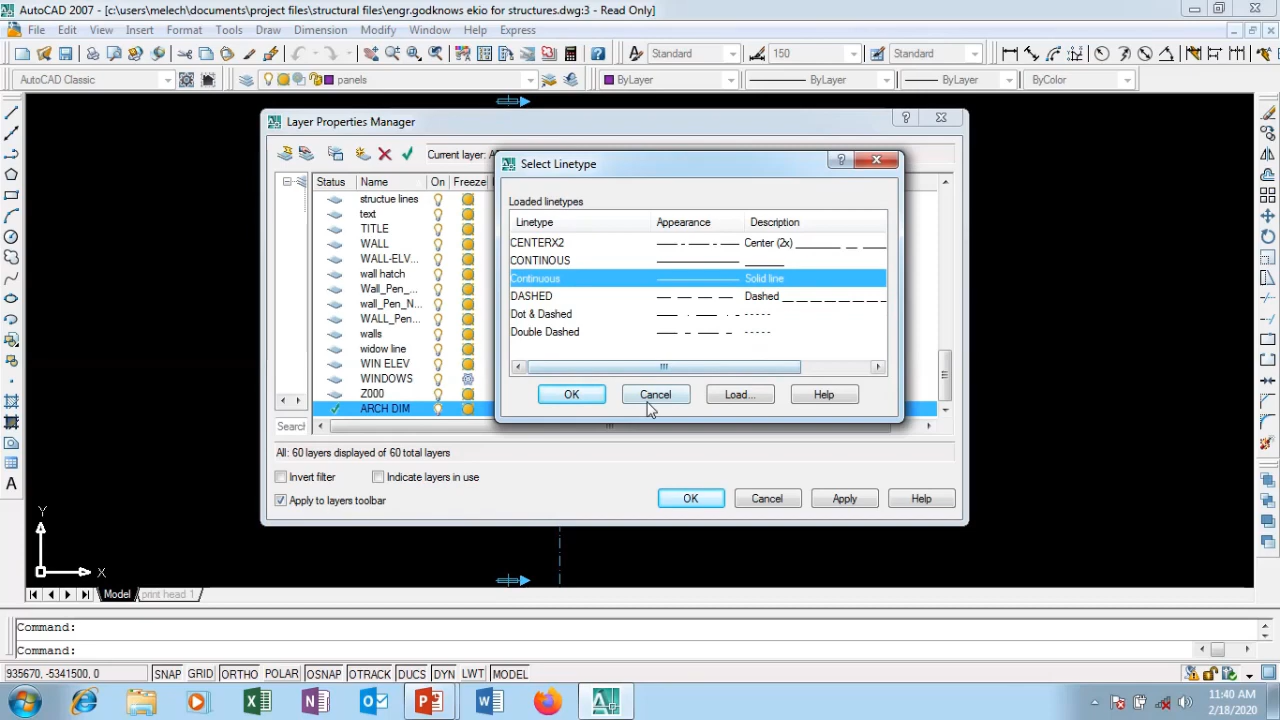 AutoCAD 2007 - [c:\users\melech\documents\project files\structural files\engr.godknows ekio for structures.dwg:3 - Read Only]
File Edit View Insert Format Tools Draw Dimension Modify Window Help Express
Standard 150 Standard
AutoCAD Classic panels ByLayer ByLayer ByLayer ByColor
Layer Properties Manager
Current layer: A
Select Linetype
Status Name On Freeze
Loaded linetypes
Linetype Appearance Description
CENTERX2 Center (2x)
CONTINOUS
Continuous Solid line
DASHED Dashed
Dot & Dashed
Double Dashed
structue lines
text
TITLE
WALL
WALL-ELV...
wall hatch
Wall_Pen_...
wall_Pen_N...
WALL_Pen...
walls
widow line
WIN ELEV
WINDOWS
Z000
ARCH DIM
OK Cancel Load... Help
Search
All: 60 layers displayed of 60 total layers
Invert filter Indicate layers in use
Apply to layers toolbar
OK Cancel Apply Help
Y
X
Model print head 1
Command:
Command:
935670, -5341500, 0 SNAP GRID ORTHO POLAR OSNAP OTRACK DUCS DYN LWT MODEL
11:40 AM
2/18/2020